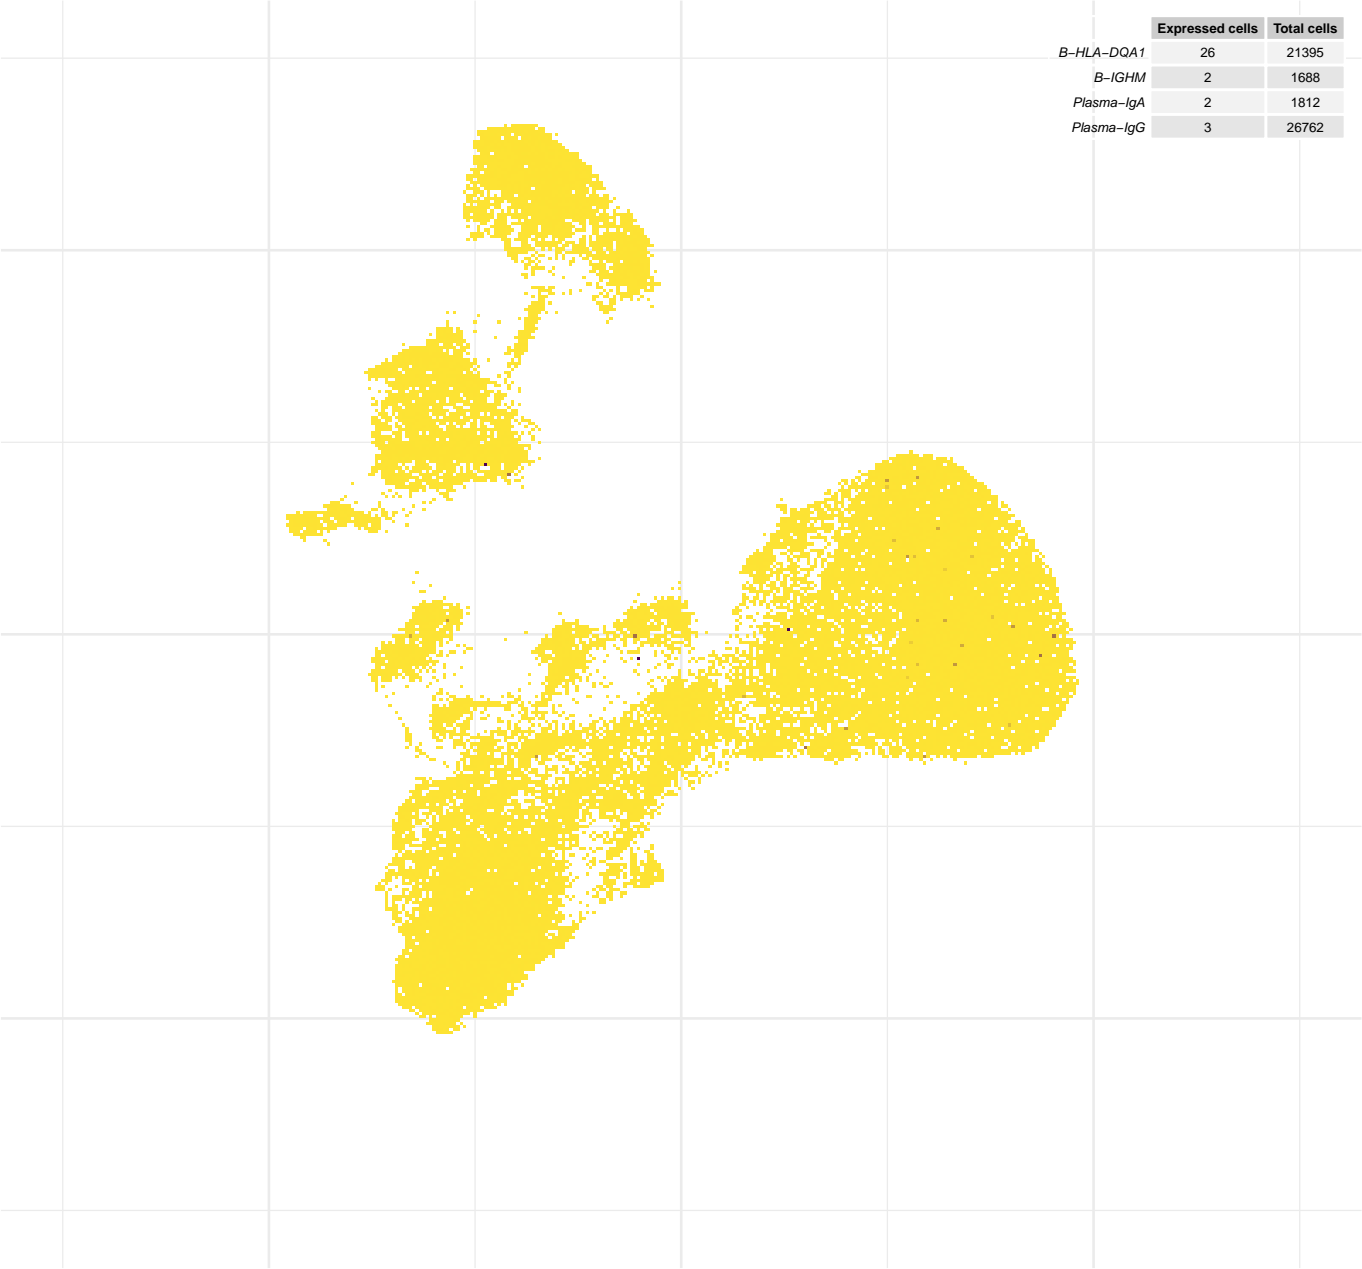 Expressed cells Total cells
B−HLA−DQA1 26 21395
B−IGHM 2 1688
Plasma−IgA 2 1812
Plasma−IgG 3 26762